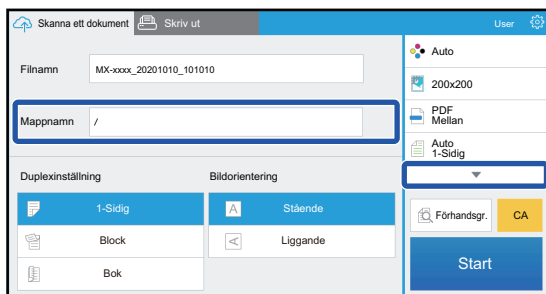 Skanna ett dokument
Skriv ut
User
Filnamn
MX-xxxx_20201010_101010
Mappnamn
/
Duplexinställning
Bildorientering
1-Sidig
A
Stående
Block
A
Liggande
Bok
Auto
200x200
PDF
Mellan
Auto
1-Sidig
Förhandsgr.
CA
Start